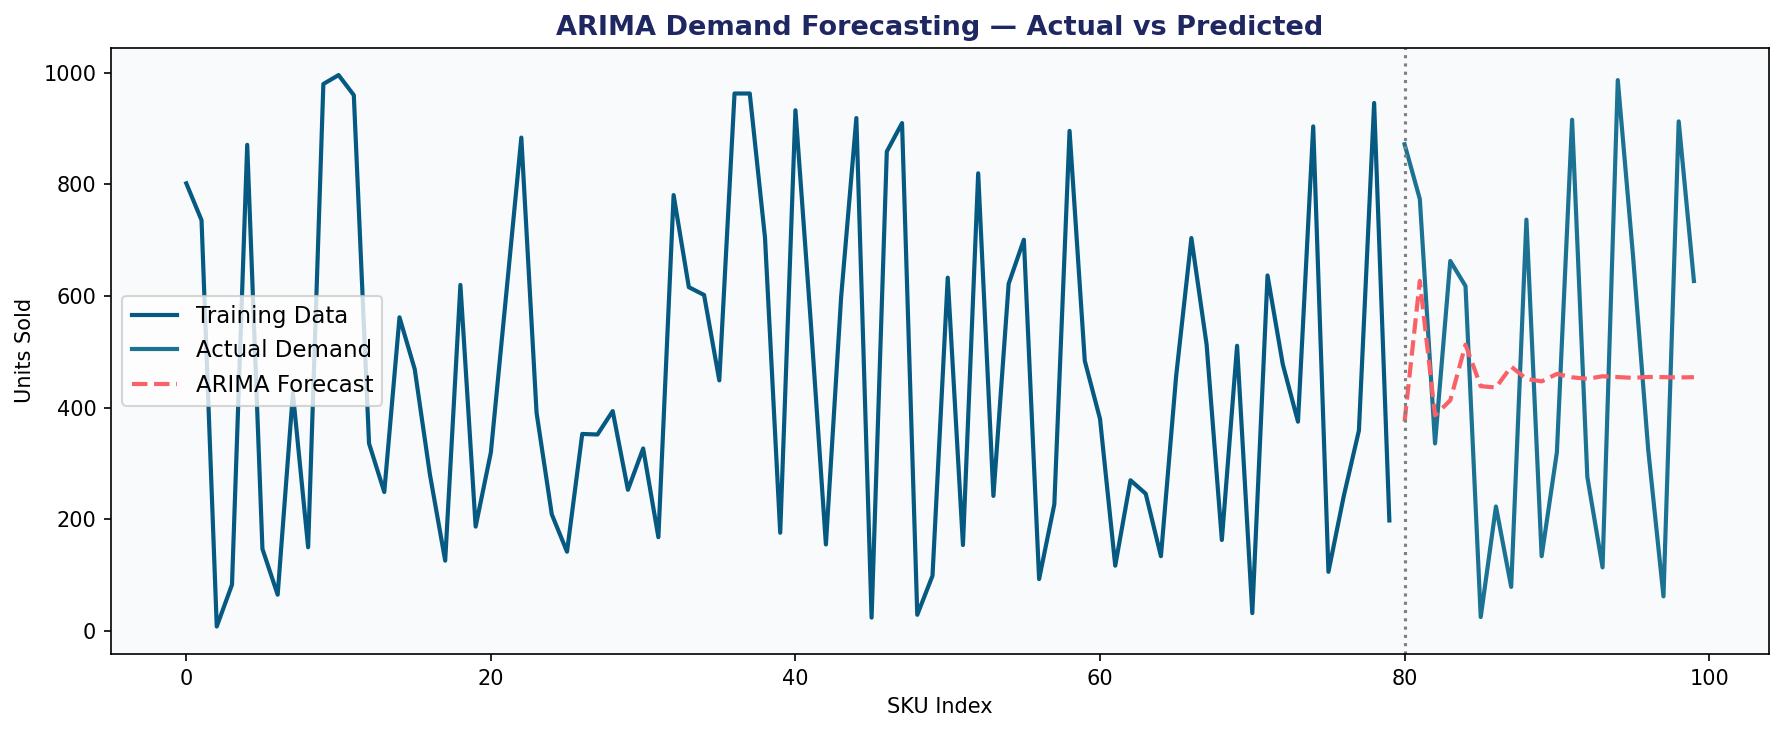 ARIMA Demand Forecasting — Actual vs Predicted
1000
800
600
400
200
0
Units Sold
Training Data
Actual Demand
ARIMA Forecast
0 20 40 60 80 100
SKU Index